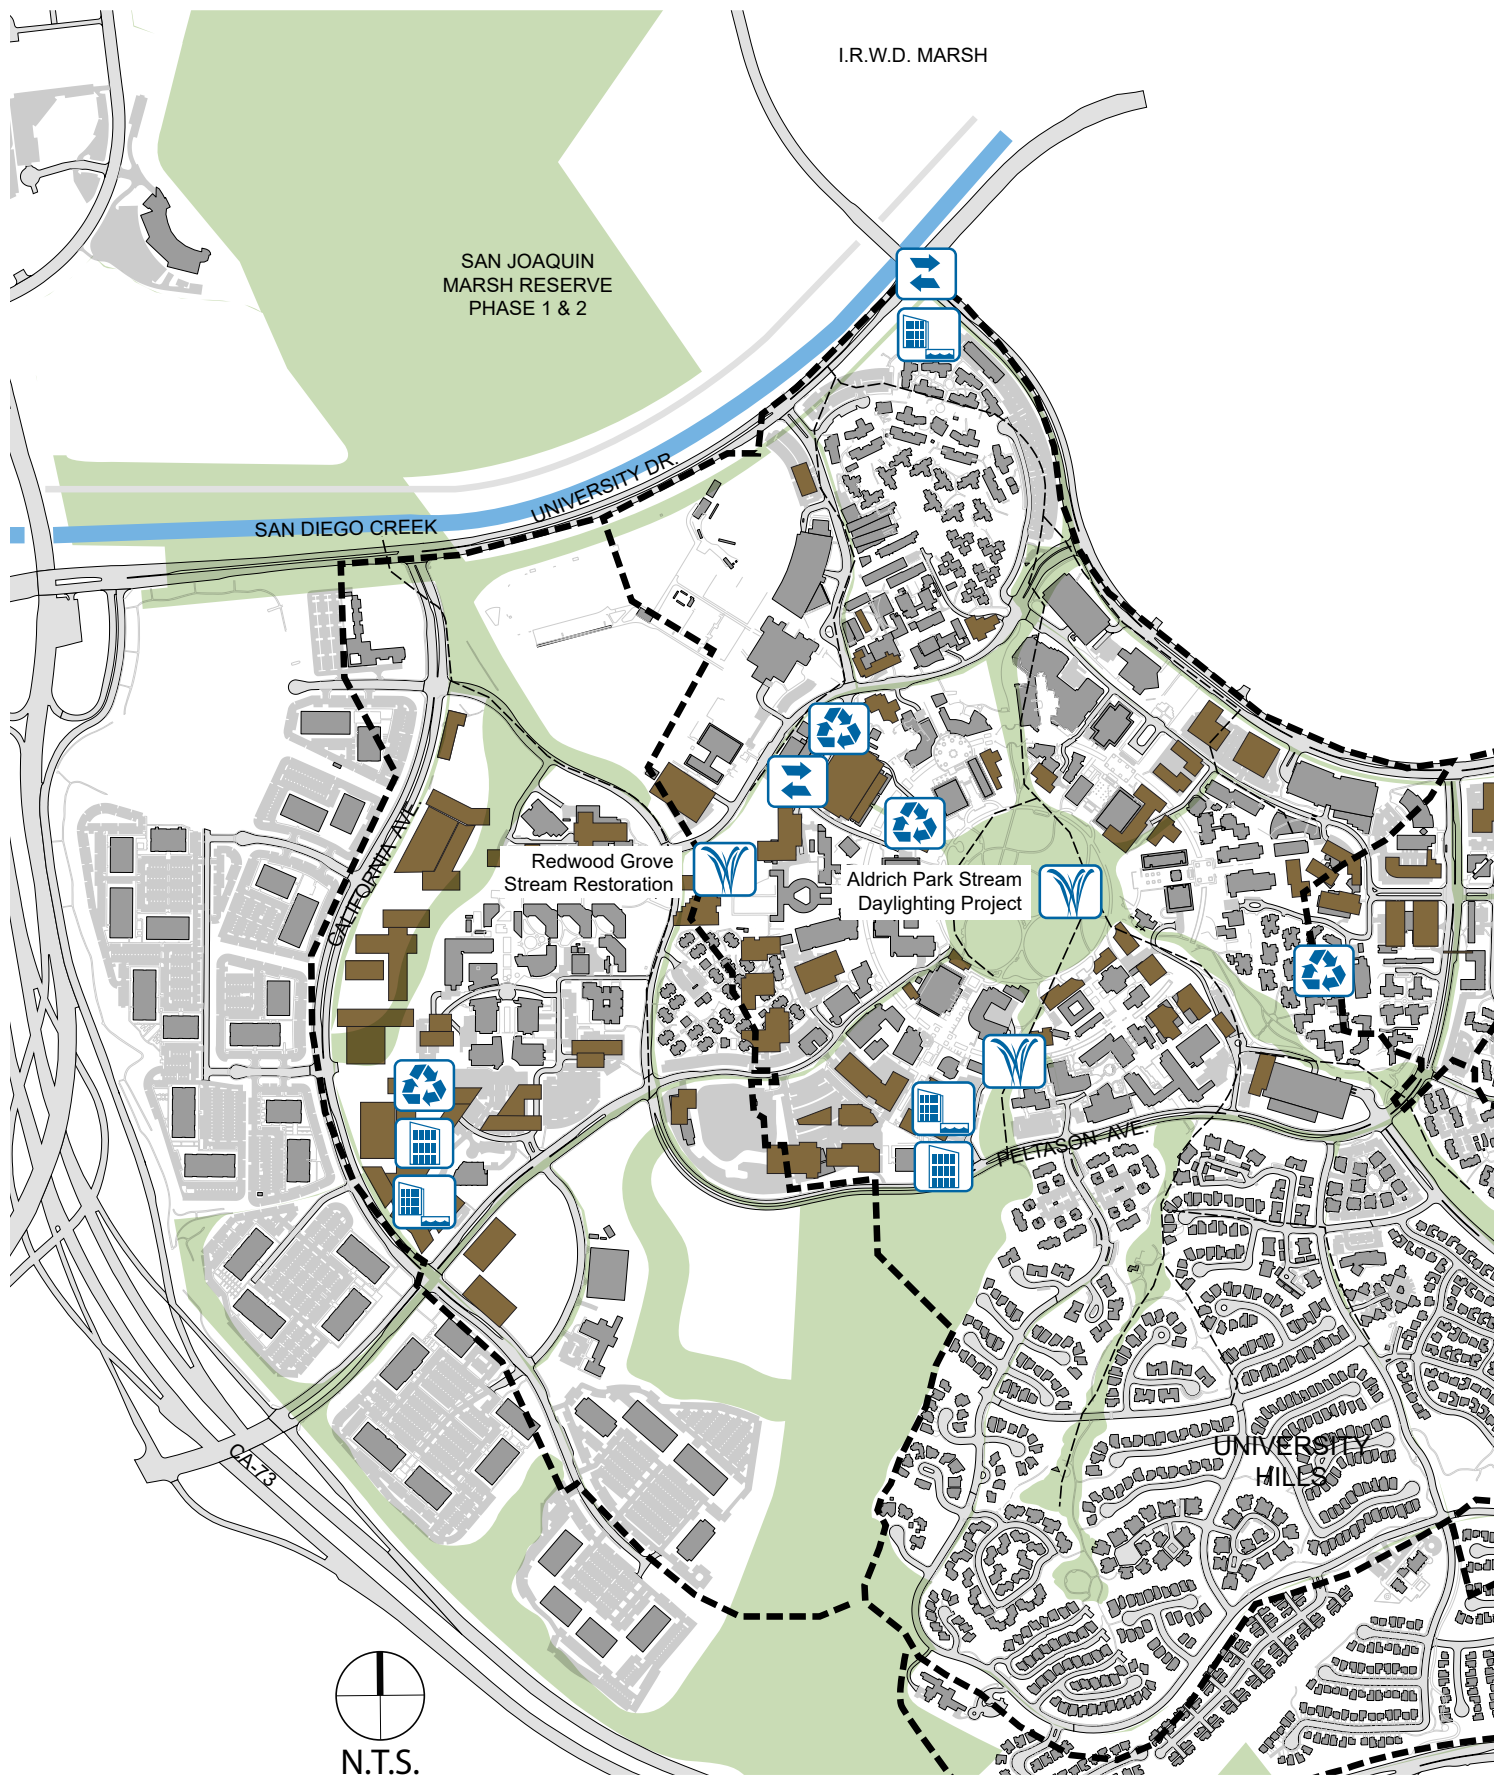 I.R.W.D. MARSH
SAN JOAQUIN
MARSH RESERVE
PHASE 1 & 2
UNIVERSITY DR.
SAN DIEGO CREEK
CALIFORNIA AVE.
Redwood Grove
Stream Restoration
Aldrich Park Stream
Daylighting Project
PELTASON AVE.
UNIVERSITY
HILLS
CA-73
N.T.S.